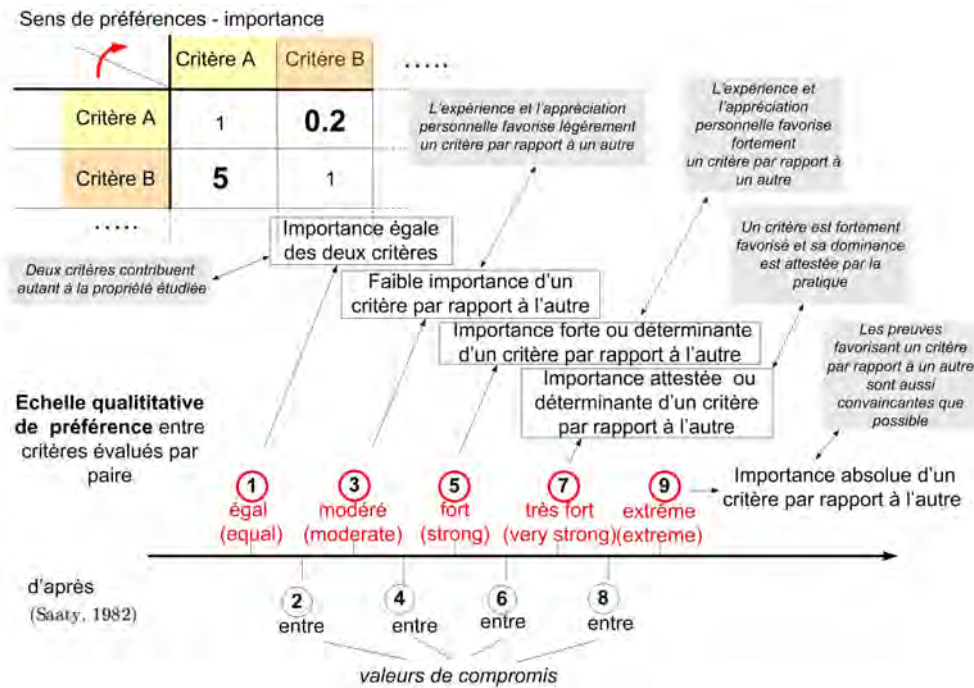 Sens de préférences - importance
Critère A
Critère B
.....
Critère A
1
0.2
Critère B
5
1
.....
L'expérience et l'appréciation
personnelle favorise légèrement
un critère par rapport à un autre
L'expérience et
l'appréciation
personnelle favorise
fortement
un critère par rapport à
un autre
Importance égale
des deux critères
Deux critères contribuent
autant à la propriété étudiée
Un critère est fortement
favorisé et sa dominance
est attestée par la
pratique
Faible importance d'un
critère par rapport à l'autre
Importance forte ou déterminante
d'un critère par rapport à l'autre
Les preuves
favorisant un critère
par rapport à un autre
sont aussi
convaincantes que
possible
Importance attestée ou
déterminante d'un critère
par rapport à l'autre
Echelle qualititative
de préférence entre
critères évalués par
paire
Importance absolue d'un
critère par rapport à l'autre
1
égal
(equal)
3
modéré
(moderate)
5
fort
(strong)
7
très fort
(very strong)
9
extrême
(extreme)
d'après
(Saaty, 1982)
2
entre
4
entre
6
entre
8
entre
valeurs de compromis